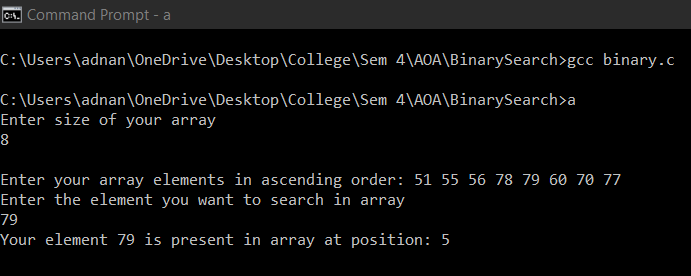 Command Prompt - a
C:\Users\adnan\OneDrive\Desktop\College\Sem 4\AOA\BinarySearch>gcc binary.c
C:\Users\adnan\OneDrive\Desktop\College\Sem 4\AOA\BinarySearch>a
Enter size of your array
8
Enter your array elements in ascending order: 51 55 56 78 79 60 70 77
Enter the element you want to search in array
79
Your element 79 is present in array at position: 5